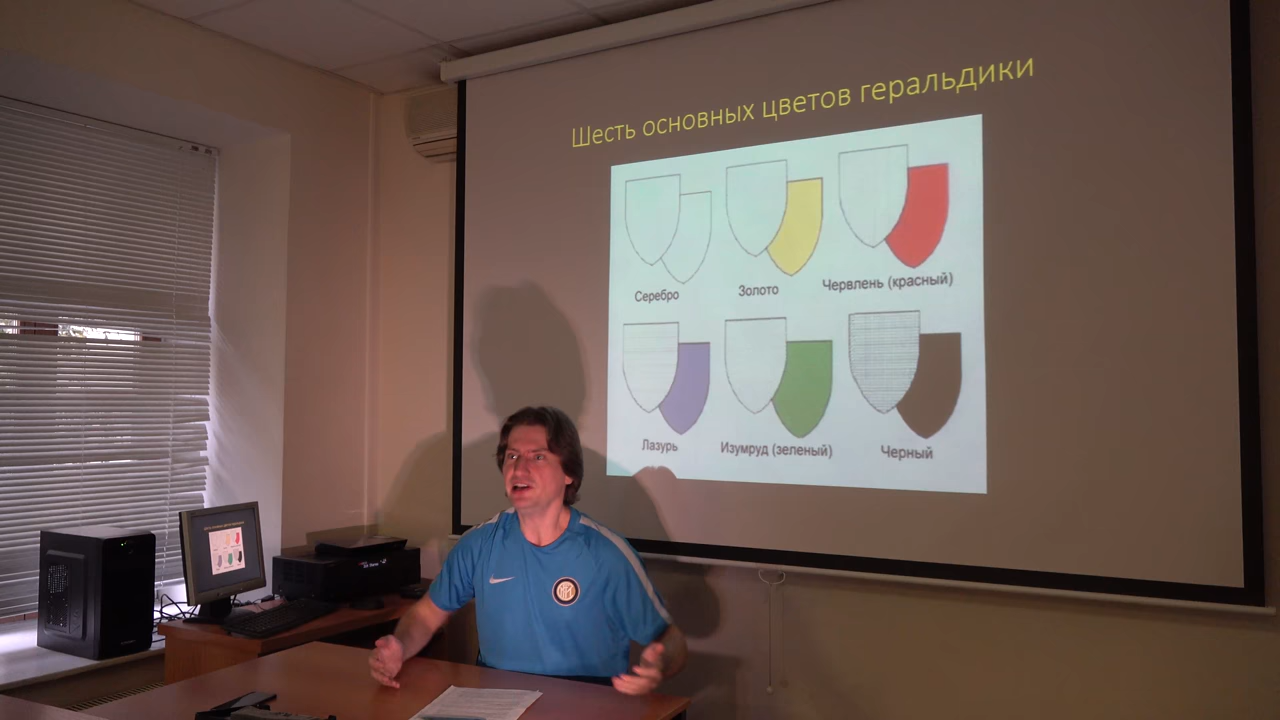 Шесть основных цветов геральдики
Серебро
Золото
Червлень (красный)
Лазурь
Изумруд (зеленый)
Черный